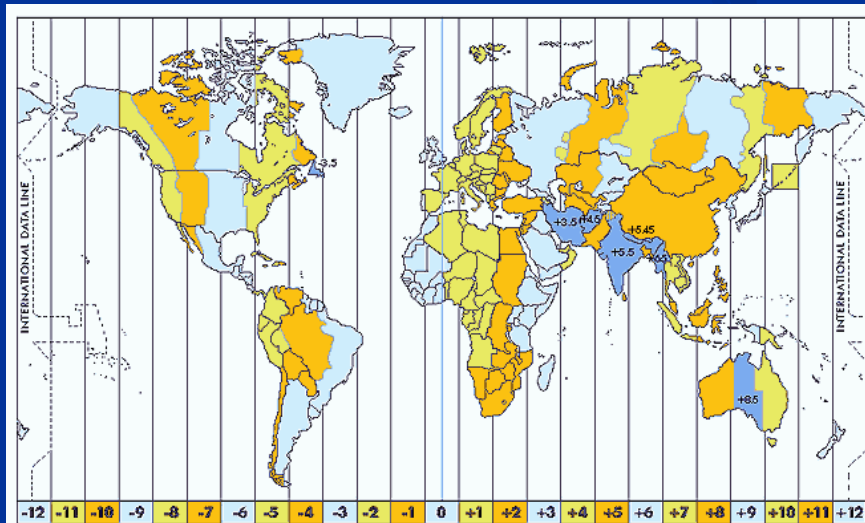 -3.5
+3.5
+4.5
+5.45
+5.5
+6.5
INTERNATIONAL DATA LINE
INTERNATIONAL DATA LINE
+8.5
-12 -11 -10 -9 -8 -7 -6 -5 -4 -3 -2 -1 0 +1 +2 +3 +4 +5 +6 +7 +8 +9 +10 +11 +12